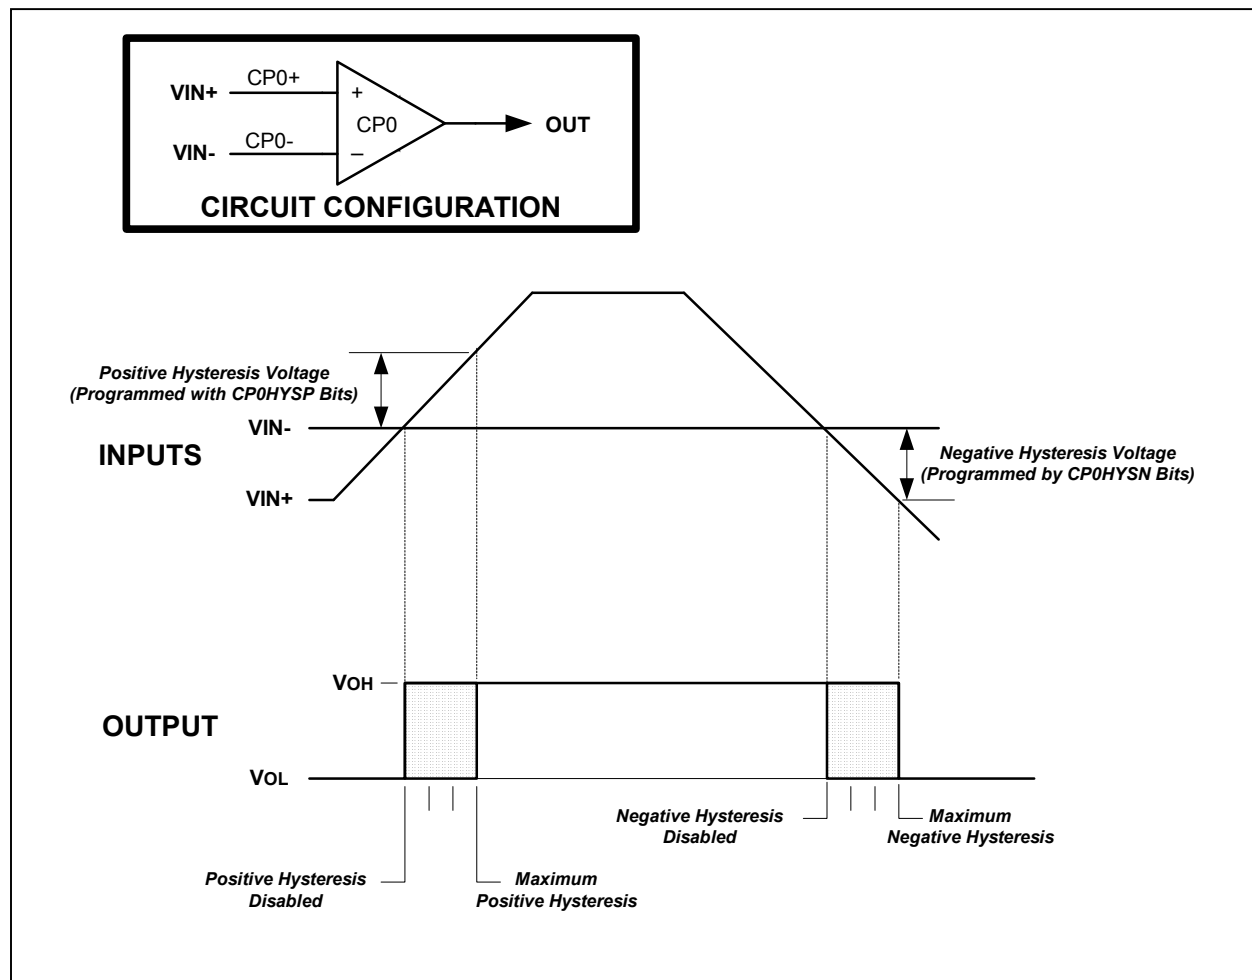 CP0+
VIN+
+
CP0
OUT
CP0-
VIN-
–
CIRCUIT CONFIGURATION
Positive Hysteresis Voltage
(Programmed with CP0HYSP Bits)
VIN-
INPUTS
Negative Hysteresis Voltage
(Programmed by CP0HYSN Bits)
VIN+
VOH
OUTPUT
VOL
Negative Hysteresis
Disabled
Maximum
Negative Hysteresis
Positive Hysteresis
Disabled
Maximum
Positive Hysteresis